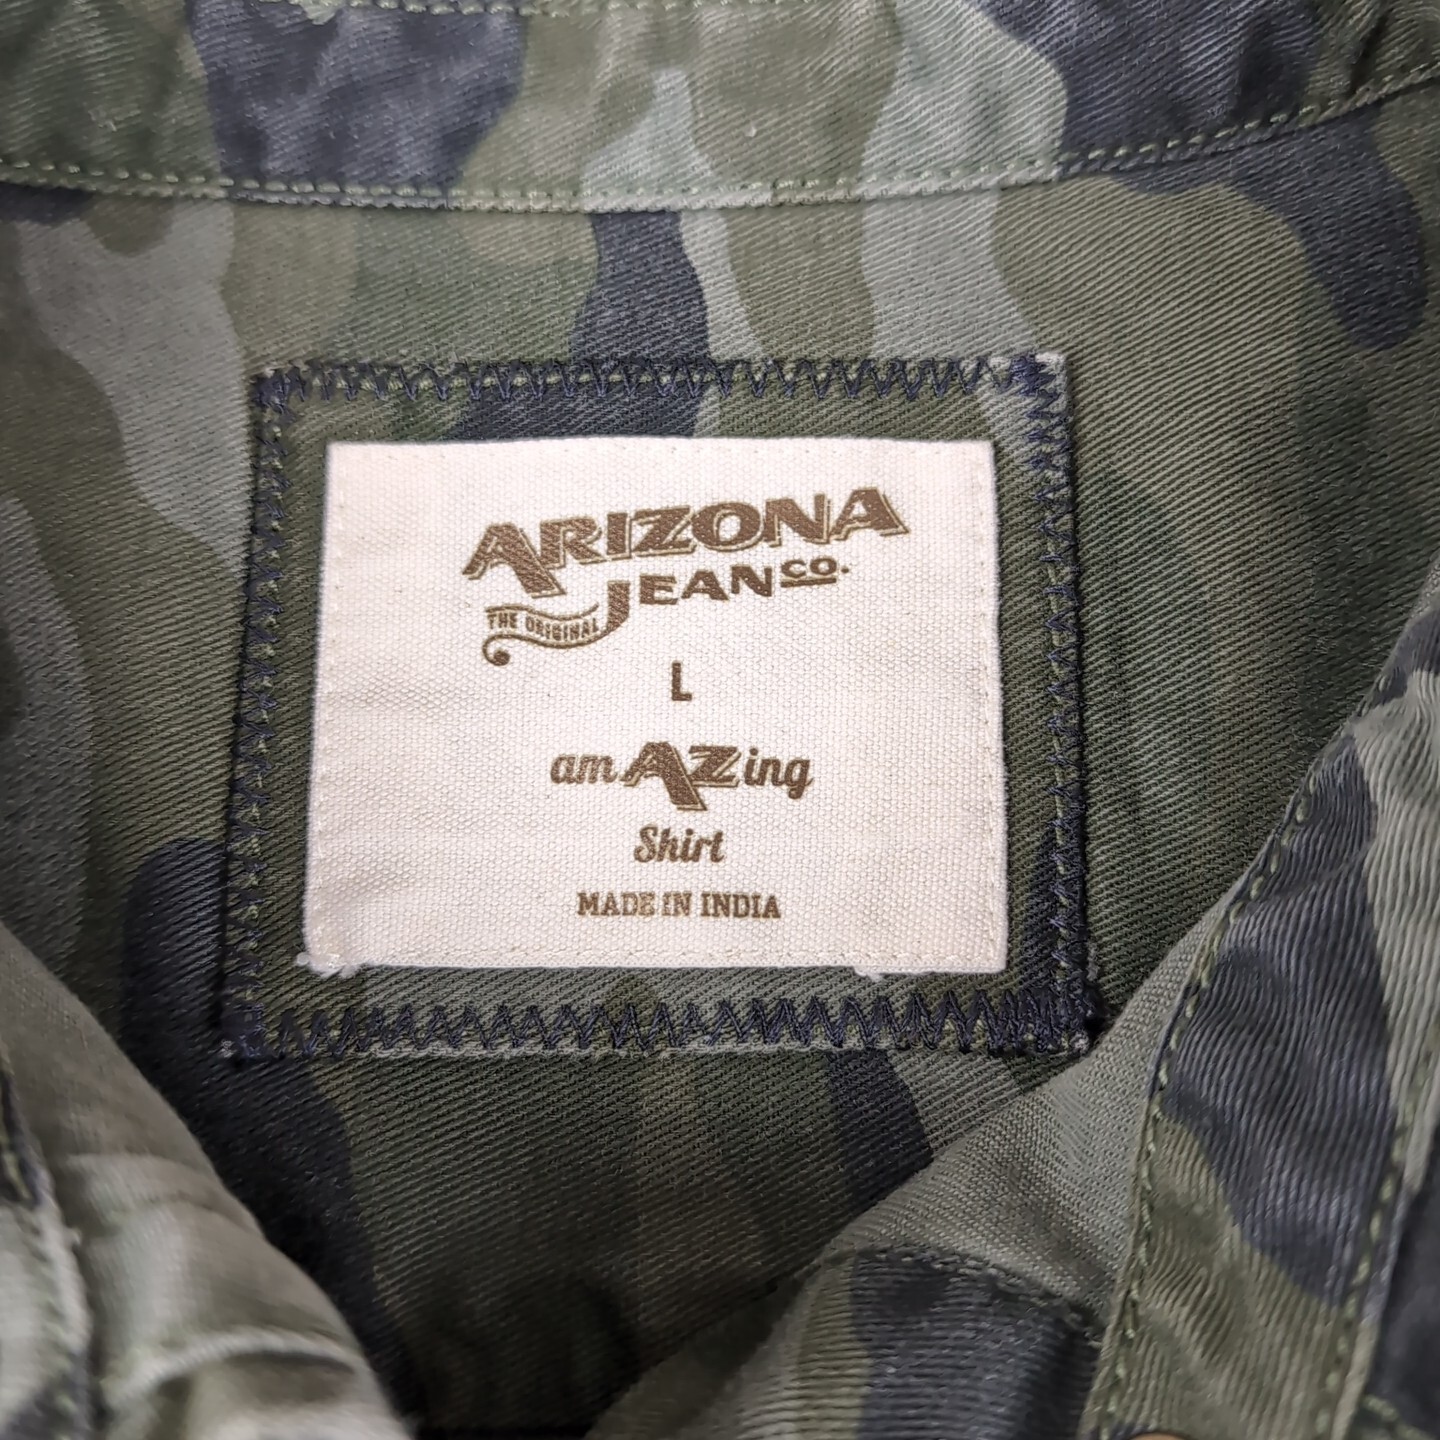 ARIZONA
JEAN CO.
THE ORIGINAL
L
amAZing
Shirt
MADE IN INDIA